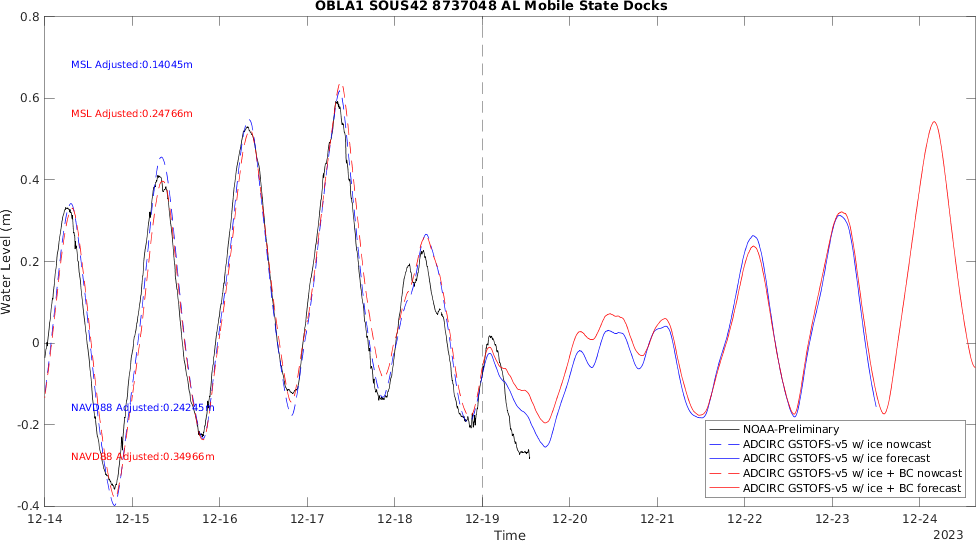 OBLA1 SOUS42 8737048 AL Mobile State Docks
0.8
0.6
0.4
0.2
0
-0.2
-0.4
Water Level (m)
MSL Adjusted:0.14045m
MSL Adjusted:0.24766m
NAVD88 Adjusted:0.24245m
NAVD88 Adjusted:0.34966m
NOAA-Preliminary
ADCIRC GSTOFS-v5 w/ ice nowcast
ADCIRC GSTOFS-v5 w/ ice forecast
ADCIRC GSTOFS-v5 w/ice + BC nowcast
ADCIRC GSTOFS-v5 w/ice + BC forecast
12-14 12-15 12-16 12-17 12-18 12-19 12-20 12-21 12-22 12-23 12-24
Time
2023